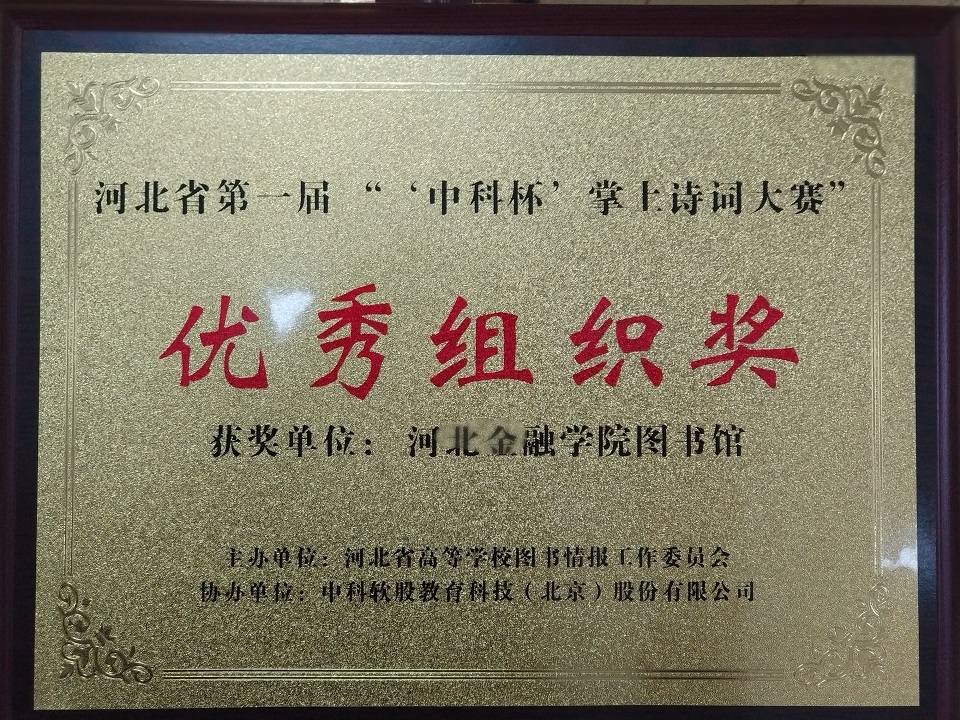 河北省第一届 “‘中科杯’掌上诗词大赛”
优秀组织奖
获奖单位：河北金融学院图书馆
主办单位：河北省高等学校图书情报工作委员会
协办单位：中科软股教育科技（北京）股份有限公司